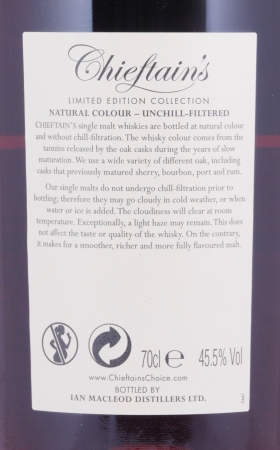 Chieftain's
LIMITED EDITION COLLECTION
NATURAL COLOUR – UNCHILL-FILTERED
CHIEFTAIN'S single malt whiskies are bottled at natural colour
and without chill-filtration. The whisky colour comes from the
tannins released by the oak casks during the years of slow
maturation. We use a wide variety of different oak, including
casks that previously matured sherry, bourbon, port and rum.
Our single malts do not undergo chill-filtration prior to
bottling; therefore they may go cloudy in cold weather, or when
water or ice is added. The cloudiness will clear at room
temperature. Exceptionally, a light haze may remain. This does
not affect the taste or quality of the whisky. On the contrary,
it makes for a smoother, richer and more fully flavoured malt.
70cl e 45.5% Vol
www.ChieftainsChoice.com
BOTTLED BY
IAN MACLEOD DISTILLERS LTD.